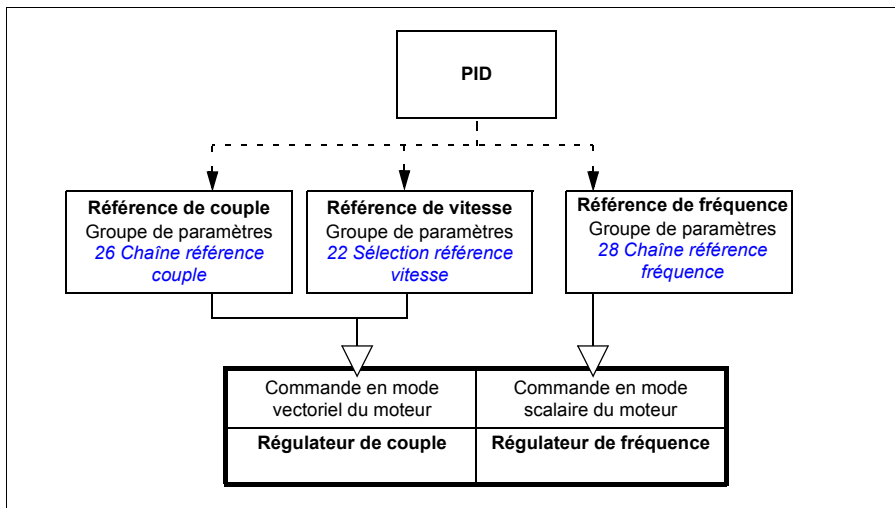 PID
Référence de couple
Groupe de paramètres
26 Chaîne référence
couple
Référence de vitesse
Groupe de paramètres
22 Sélection référence
vitesse
Référence de fréquence
Groupe de paramètres
28 Chaîne référence
fréquence
Commande en mode
vectoriel du moteur
Commande en mode
scalaire du moteur
Régulateur de couple
Régulateur de fréquence